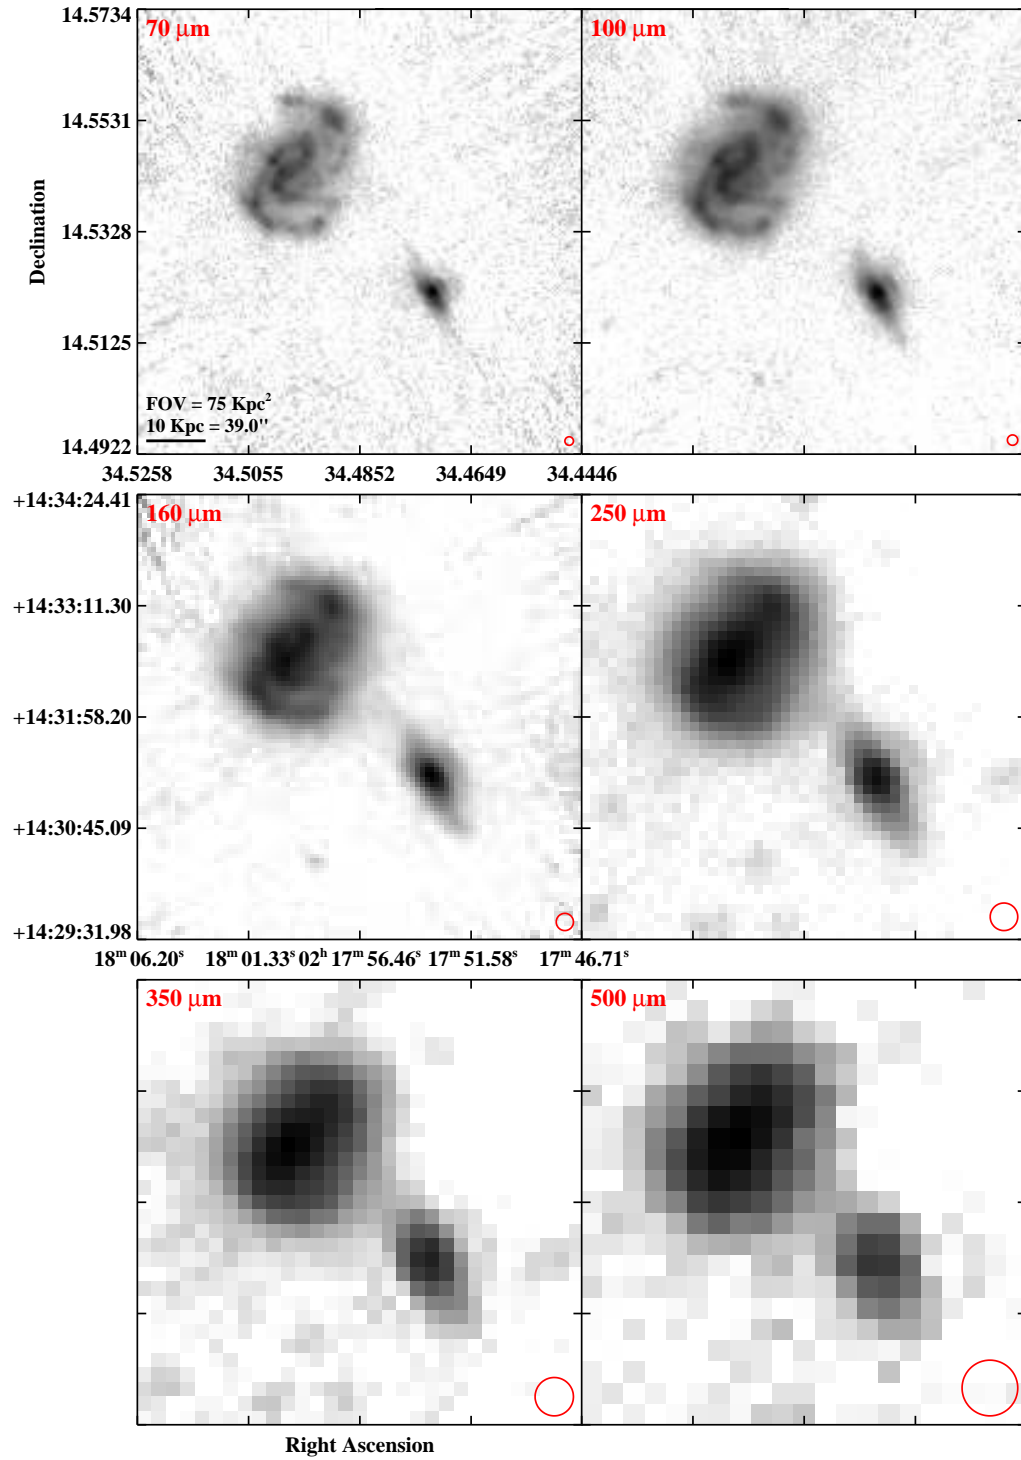 14.5734
70 μm
100 μm
14.5531
Declination
14.5328
14.5125
FOV = 75 Kpc²
10 Kpc = 39.0"
14.4922
34.5258 34.5055 34.4852 34.4649 34.4446
+14:34:24.41
160 μm
250 μm
+14:33:11.30
+14:31:58.20
+14:30:45.09
+14:29:31.98
18ᵐ 06.20ˢ 18ᵐ 01.33ˢ 02ʰ 17ᵐ 56.46ˢ 17ᵐ 51.58ˢ 17ᵐ 46.71ˢ
350 μm
500 μm
Right Ascension